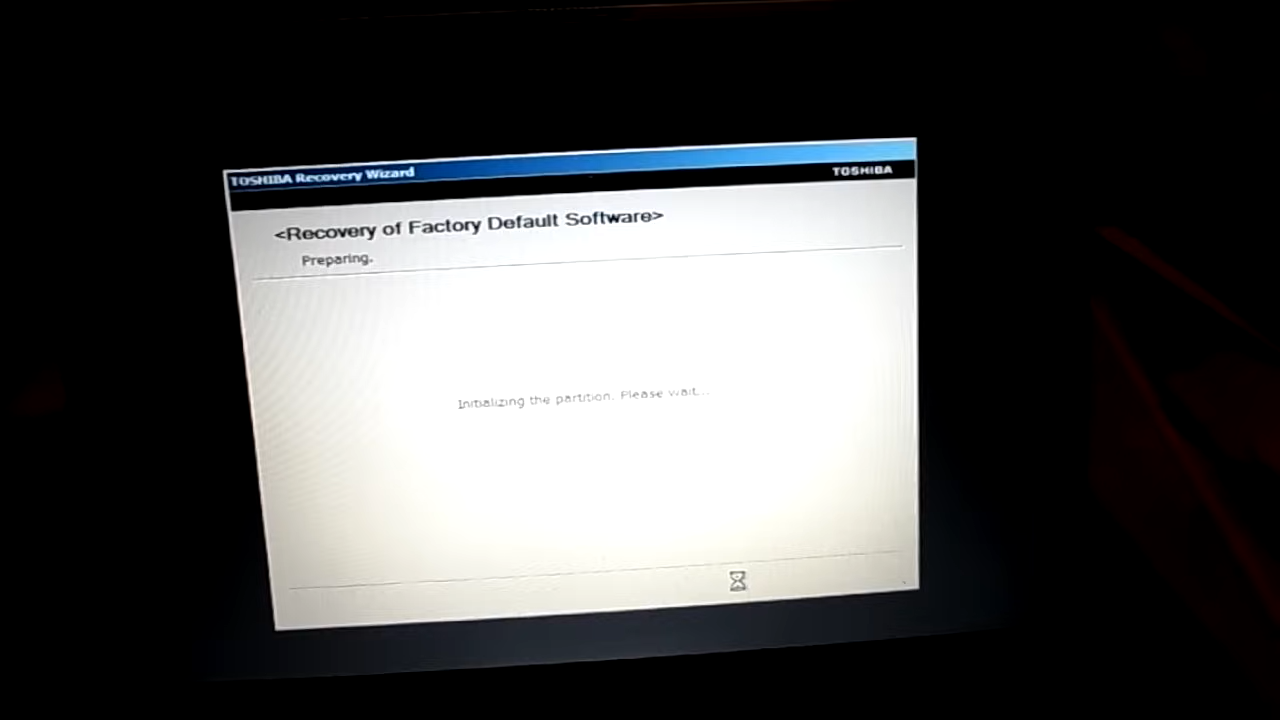 TOSHIBA Recovery Wizard
TOSHIBA
<Recovery of Factory Default Software>
Preparing.
Initializing the partition. Please wait...